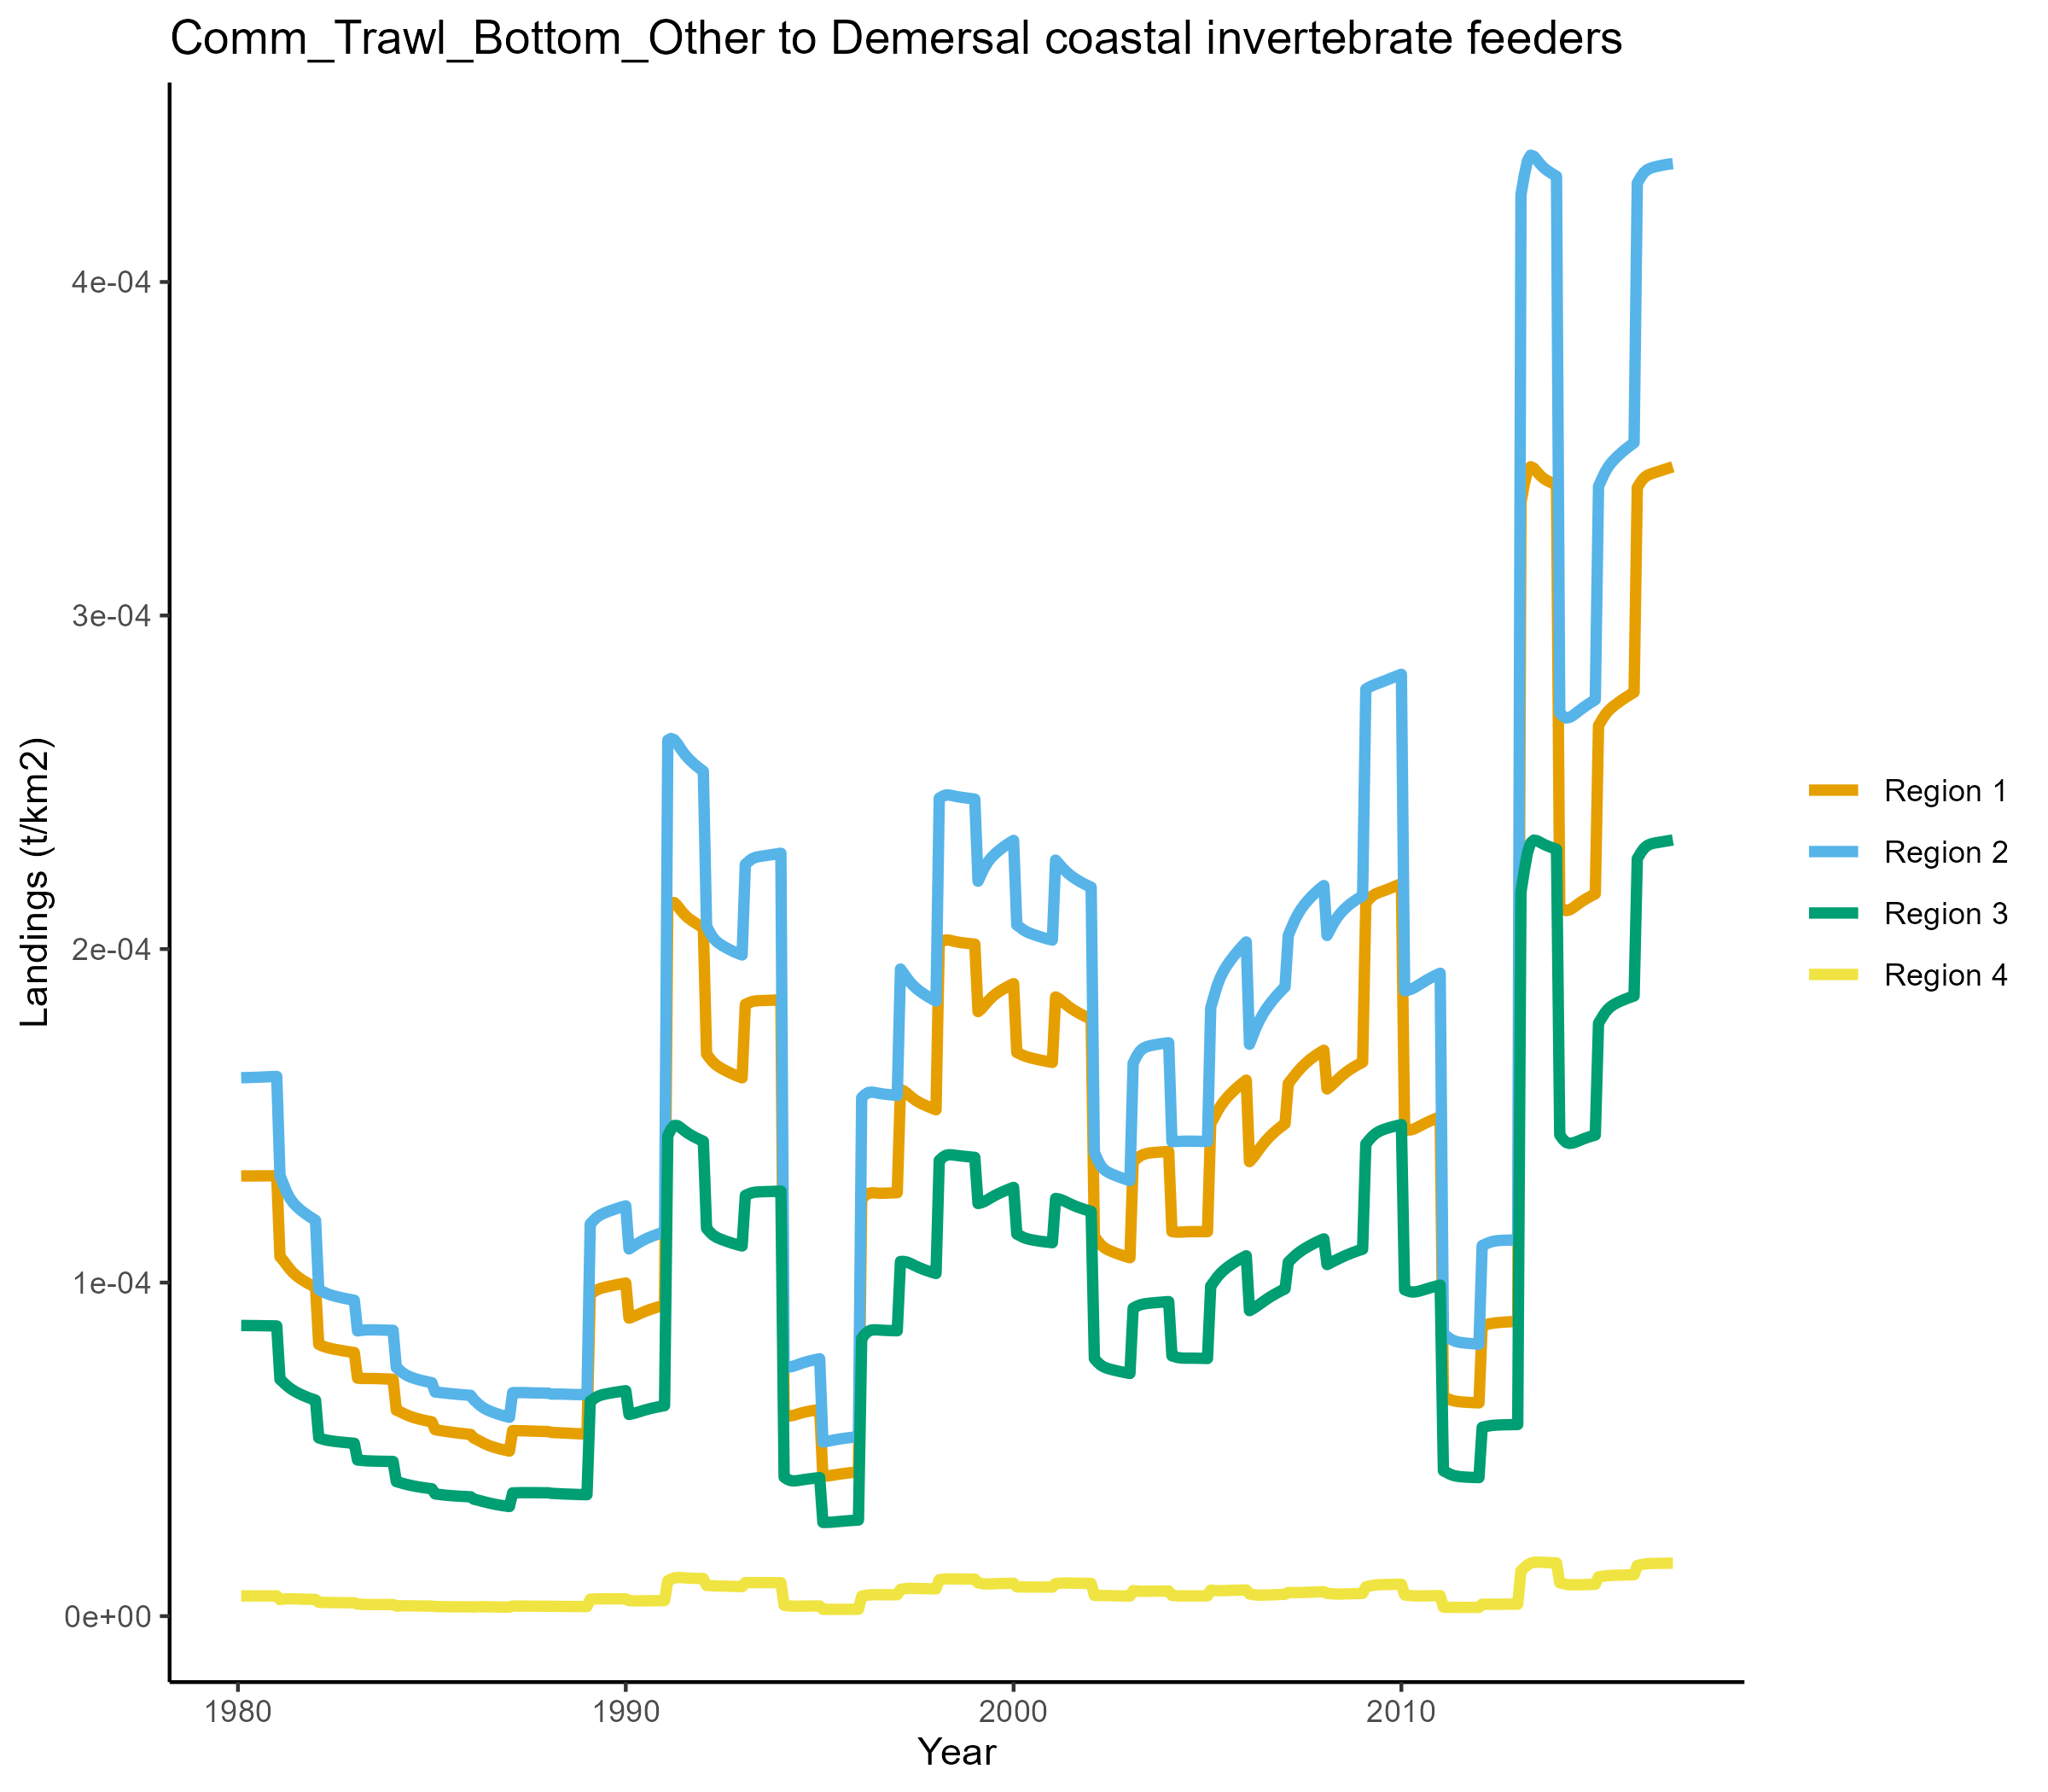 Comm_Trawl_Bottom_Other to Demersal coastal invertebrate feeders
Landings (t/km2)
4e-04
3e-04
2e-04
1e-04
0e+00
1980
1990
2000
2010
Year
Region 1
Region 2
Region 3
Region 4